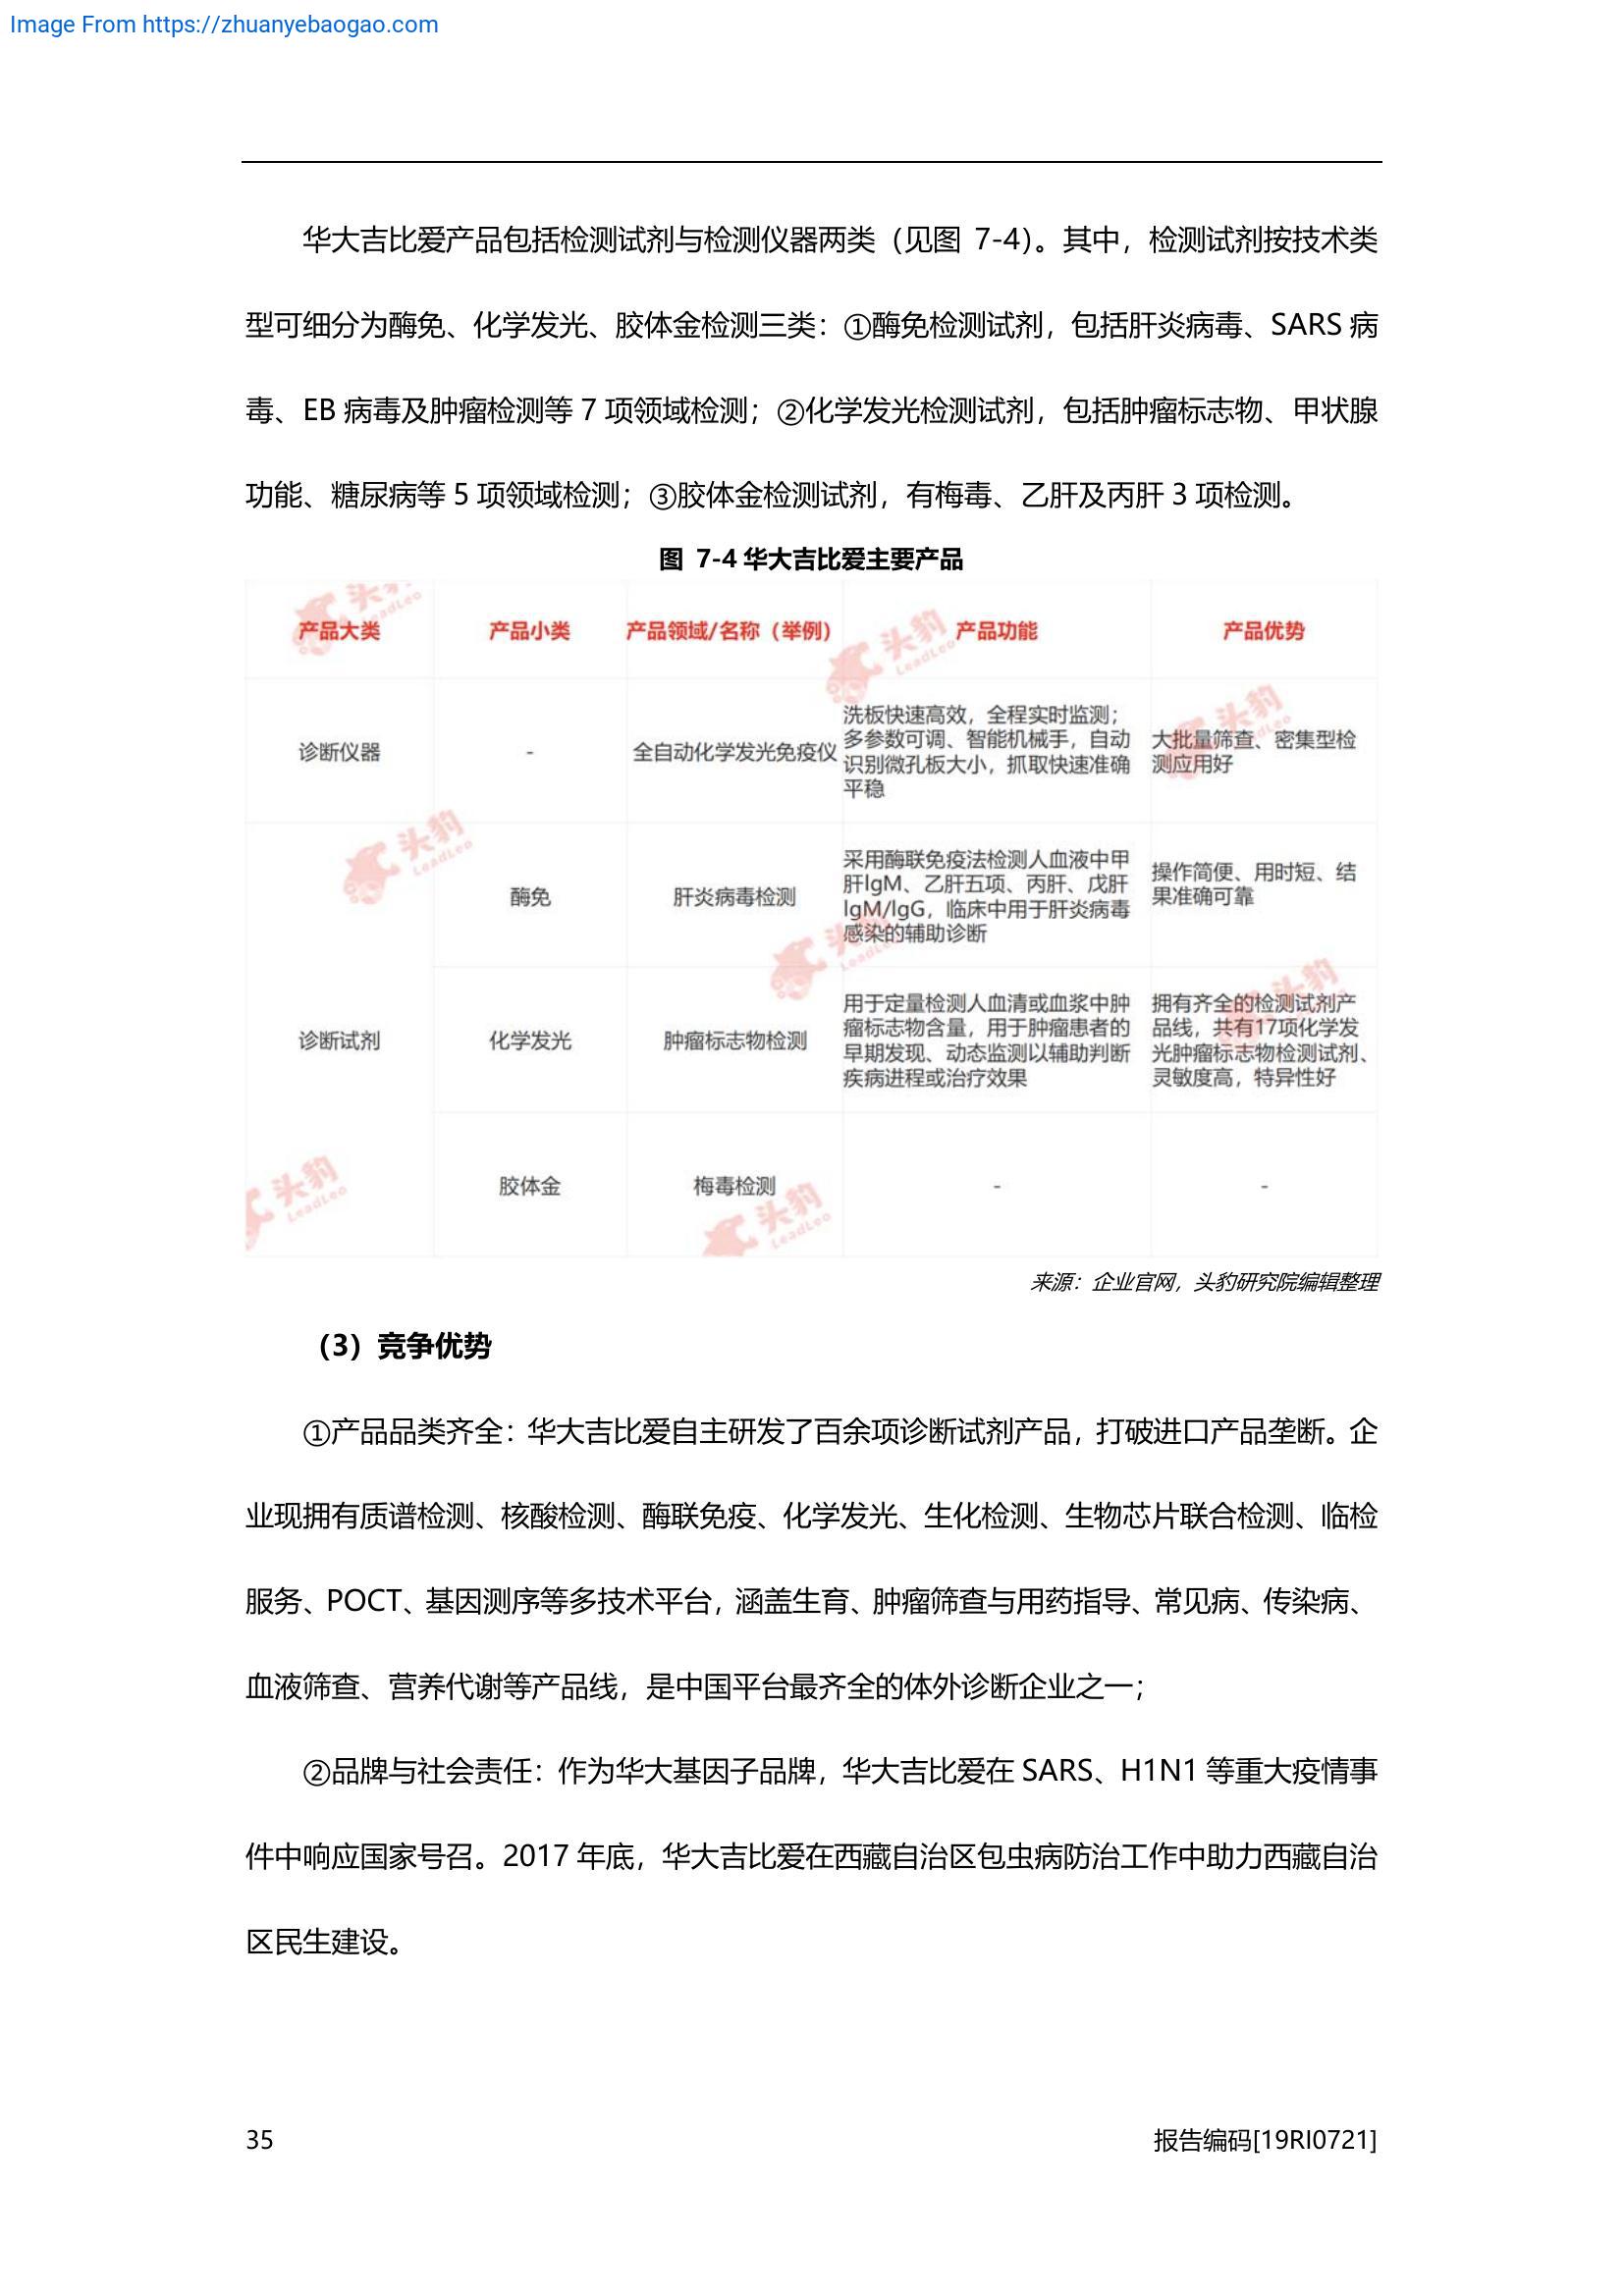 Image From https://zhuanyebaogao.com
华大吉比爱产品包括检测试剂与检测仪器两类（见图 7-4）。其中，检测试剂按技术类
型可细分为酶免、化学发光、胶体金检测三类：①酶免检测试剂，包括肝炎病毒、SARS 病
毒、EB 病毒及肿瘤检测等 7 项领域检测；②化学发光检测试剂，包括肿瘤标志物、甲状腺
功能、糖尿病等 5 项领域检测；③胶体金检测试剂，有梅毒、乙肝及丙肝 3 项检测。
图 7-4 华大吉比爱主要产品
产品大类 产品小类 产品领域/名称（举例） 产品功能 产品优势
诊断仪器 - 全自动化学发光免疫仪
洗板快速高效，全程实时监测；
多参数可调、智能机械手，自动
识别微孔板大小，抓取快速准确
平稳
大批量筛查、密集型检
测应用好
诊断试剂
酶免 肝炎病毒检测
采用酶联免疫法检测人血液中甲
肝IgM、乙肝五项、丙肝、戊肝
IgM/IgG，临床中用于肝炎病毒
感染的辅助诊断
操作简便、用时短、结
果准确可靠
化学发光 肿瘤标志物检测
用于定量检测人血清或血浆中肿
瘤标志物含量，用于肿瘤患者的
早期发现、动态监测以辅助判断
疾病进程或治疗效果
拥有齐全的检测试剂产
品线，共有17项化学发
光肿瘤标志物检测试剂、
灵敏度高，特异性好
胶体金 梅毒检测 - -
头豹
LeadLeo
头豹
LeadLeo
头豹
LeadLeo
头豹
LeadLeo
头豹
LeadLeo
头豹
LeadLeo
头豹
LeadLeo
头豹
LeadLeo
来源：企业官网，头豹研究院编辑整理
（3）竞争优势
①产品品类齐全：华大吉比爱自主研发了百余项诊断试剂产品，打破进口产品垄断。企
业现拥有质谱检测、核酸检测、酶联免疫、化学发光、生化检测、生物芯片联合检测、临检
服务、POCT、基因测序等多技术平台，涵盖生育、肿瘤筛查与用药指导、常见病、传染病、
血液筛查、营养代谢等产品线，是中国平台最齐全的体外诊断企业之一；
②品牌与社会责任：作为华大基因子品牌，华大吉比爱在 SARS、H1N1 等重大疫情事
件中响应国家号召。2017 年底，华大吉比爱在西藏自治区包虫病防治工作中助力西藏自治
区民生建设。
35
报告编码[19RI0721]